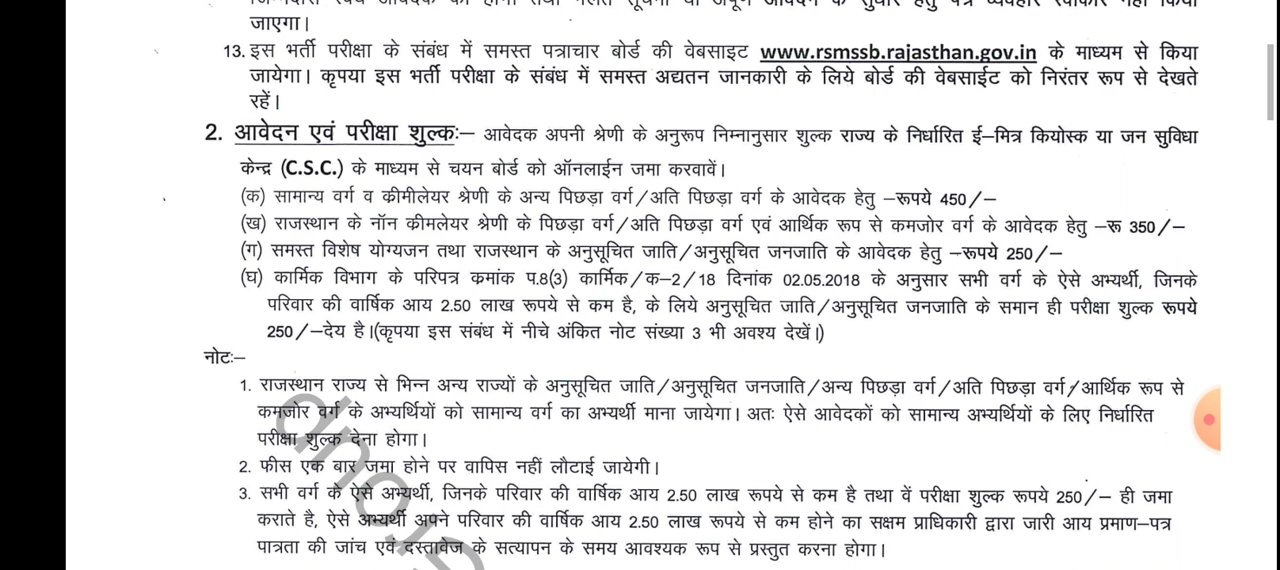 जाएगा।
13. इस भर्ती परीक्षा के संबंध में समस्त पत्राचार बोर्ड की वेबसाइट www.rsmssb.rajasthan.gov.in के माध्यम से किया
जायेगा। कृपया इस भर्ती परीक्षा के संबंध में समस्त अद्यतन जानकारी के लिये बोर्ड की वेबसाईट को निरंतर रूप से देखते
रहें।
2. आवेदन एवं परीक्षा शुल्कः– आवेदक अपनी श्रेणी के अनुरूप निम्नानुसार शुल्क राज्य के निर्धारित ई–मित्र कियोस्क या जन सुविधा
केन्द्र (C.S.C.) के माध्यम से चयन बोर्ड को ऑनलाईन जमा करवावें।
(क) सामान्य वर्ग व क्रीमीलेयर श्रेणी के अन्य पिछड़ा वर्ग/अति पिछड़ा वर्ग के आवेदक हेतु –रूपये 450/–
(ख) राजस्थान के नॉन क्रीमलेयर श्रेणी के पिछड़ा वर्ग/अति पिछड़ा वर्ग एवं आर्थिक रूप से कमजोर वर्ग के आवेदक हेतु –रू 350/–
(ग) समस्त विशेष योग्यजन तथा राजस्थान के अनुसूचित जाति/अनुसूचित जनजाति के आवेदक हेतु –रूपये 250/–
(घ) कार्मिक विभाग के परिपत्र क्रमांक प.8(3) कार्मिक/क–2/18 दिनांक 02.05.2018 के अनुसार सभी वर्ग के ऐसे अभ्यर्थी, जिनके
परिवार की वार्षिक आय 2.50 लाख रूपये से कम है, के लिये अनुसूचित जाति/अनुसूचित जनजाति के समान ही परीक्षा शुल्क रूपये
250/–देय है।(कृपया इस संबंध में नीचे अंकित नोट संख्या 3 भी अवश्य देखें।)
नोटः–
1. राजस्थान राज्य से भिन्न अन्य राज्यों के अनुसूचित जाति/अनुसूचित जनजाति/अन्य पिछड़ा वर्ग/अति पिछड़ा वर्ग/आर्थिक रूप से
कमजोर वर्ग के अभ्यर्थियों को सामान्य वर्ग का अभ्यर्थी माना जायेगा। अतः ऐसे आवेदकों को सामान्य अभ्यर्थियों के लिए निर्धारित
परीक्षा शुल्क देना होगा।
2. फीस एक बार जमा होने पर वापिस नहीं लौटाई जायेगी।
3. सभी वर्ग के ऐसे अभ्यर्थी, जिनके परिवार की वार्षिक आय 2.50 लाख रूपये से कम है तथा वें परीक्षा शुल्क रूपये 250/– ही जमा
कराते है, ऐसे अभ्यर्थी अपने परिवार की वार्षिक आय 2.50 लाख रूपये से कम होने का सक्षम प्राधिकारी द्वारा जारी आय प्रमाण–पत्र
पात्रता की जांच एवं दस्तावेज के सत्यापन के समय आवश्यक रूप से प्रस्तुत करना होगा।